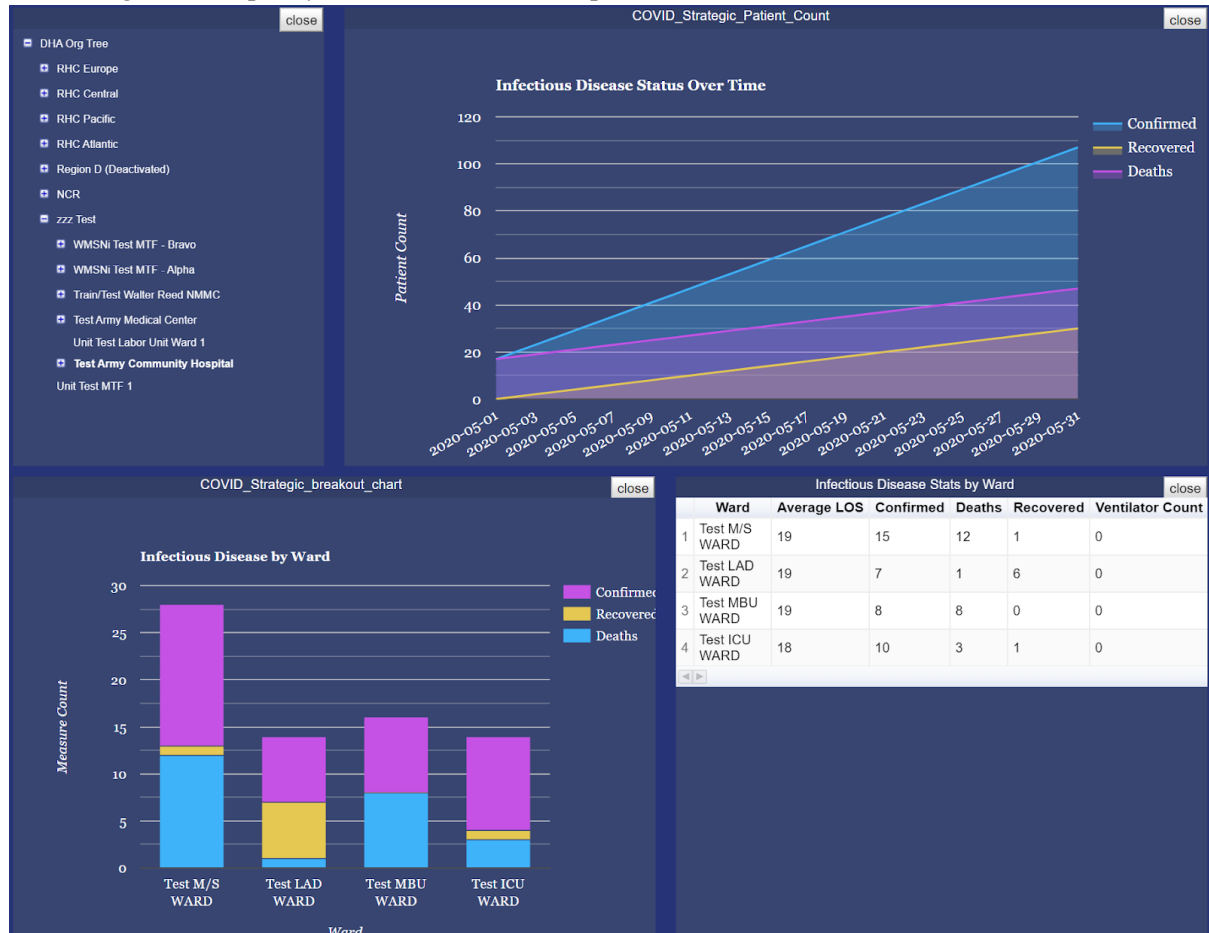 close
DHA Org Tree
RHC Europe
RHC Central
RHC Pacific
RHC Atlantic
Region D (Deactivated)
NCR
zzz Test
WMSNi Test MTF - Bravo
WMSNi Test MTF - Alpha
Train/Test Walter Reed NMMC
Test Army Medical Center
Unit Test Labor Unit Ward 1
Test Army Community Hospital
Unit Test MTF 1
COVID_Strategic_Patient_Count
close
Infectious Disease Status Over Time
120
100
80
60
40
20
0
Patient Count
2020-05-01
2020-05-03
2020-05-05
2020-05-07
2020-05-09
2020-05-11
2020-05-13
2020-05-15
2020-05-17
2020-05-19
2020-05-21
2020-05-23
2020-05-25
2020-05-27
2020-05-29
2020-05-31
Confirmed
Recovered
Deaths
COVID_Strategic_breakout_chart
close
Infectious Disease by Ward
30
25
20
15
10
5
0
Measure Count
Test M/S
WARD
Test LAD
WARD
Test MBU
WARD
Test ICU
WARD
Ward
Confirmed
Recovered
Deaths
Infectious Disease Stats by Ward
close
Ward Average LOS Confirmed Deaths Recovered Ventilator Count
1 Test M/S WARD 19 15 12 1 0
2 Test LAD WARD 19 7 1 6 0
3 Test MBU WARD 19 8 8 0 0
4 Test ICU WARD 18 10 3 1 0